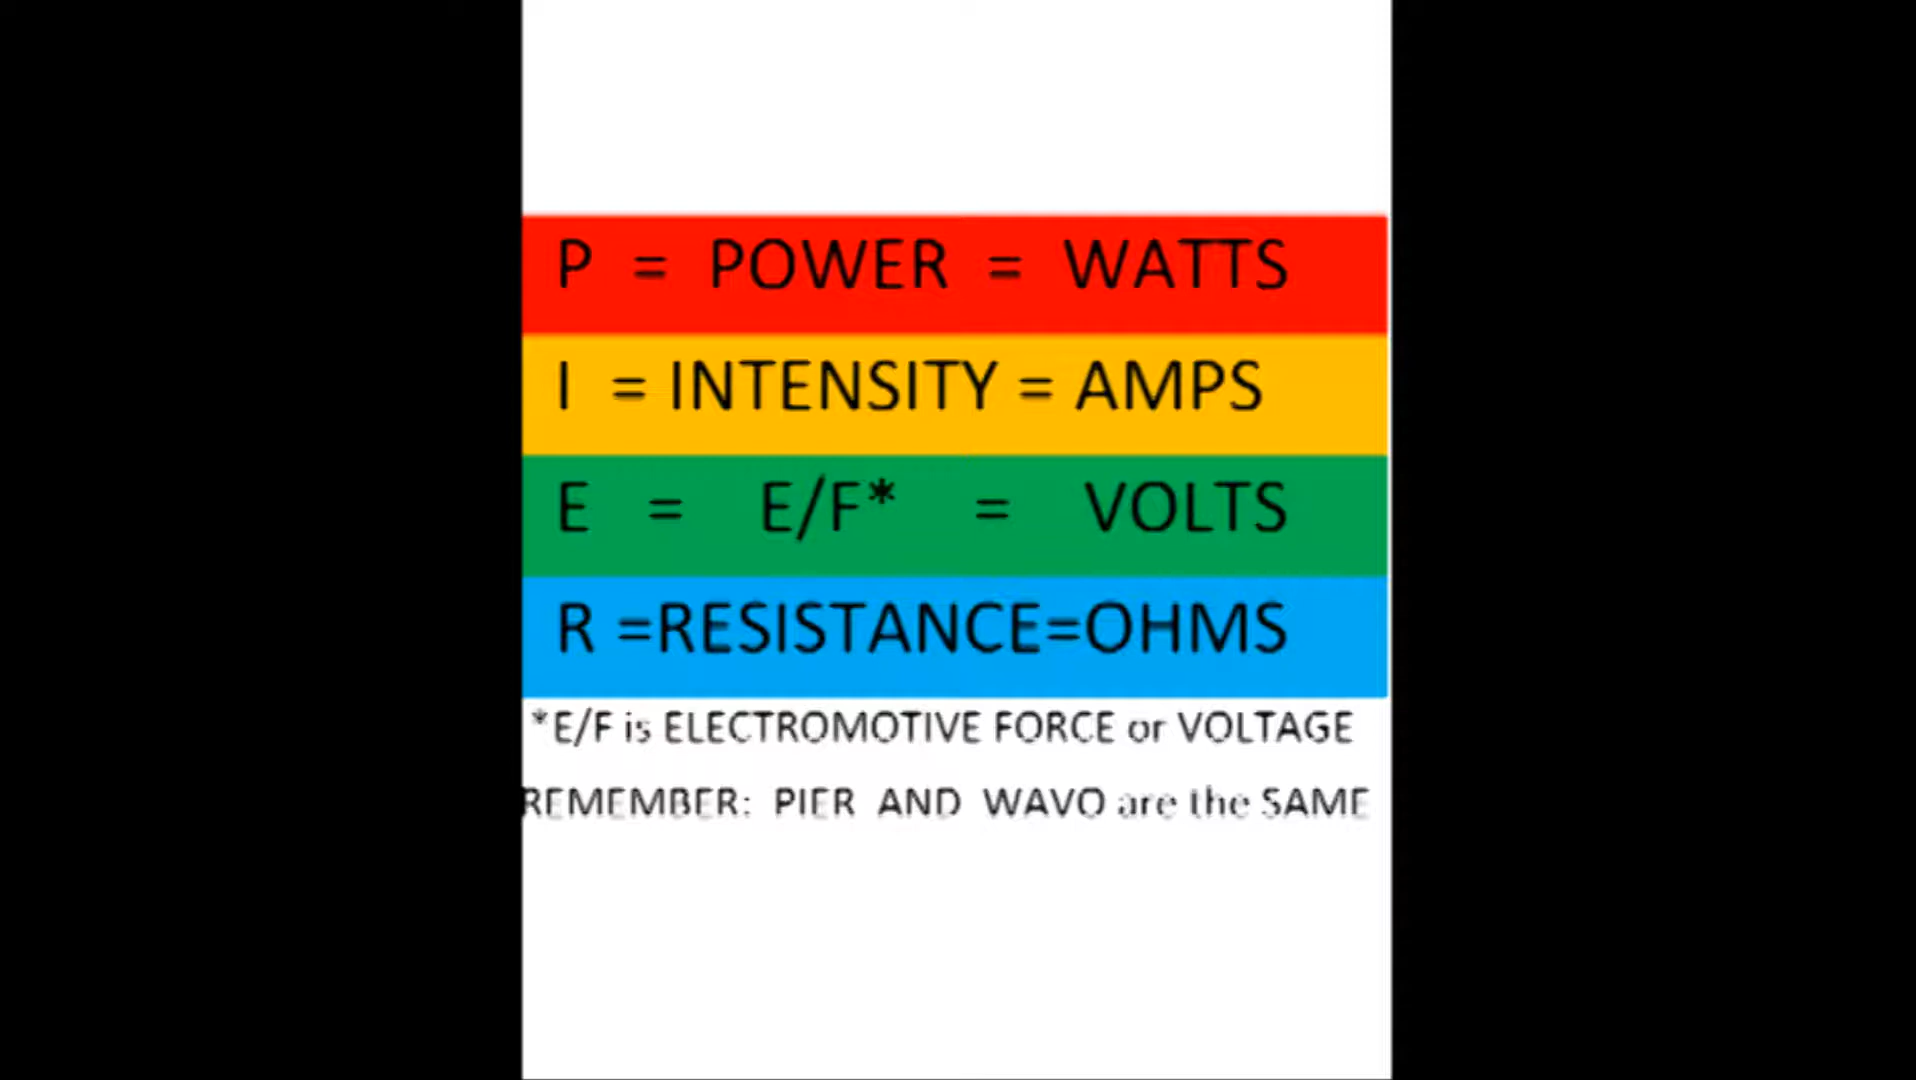 P = POWER = WATTS
I = INTENSITY = AMPS
E = E/F* = VOLTS
R =RESISTANCE=OHMS
*E/F is ELECTROMOTIVE FORCE or VOLTAGE
REMEMBER: PIER AND WAVO are the SAME